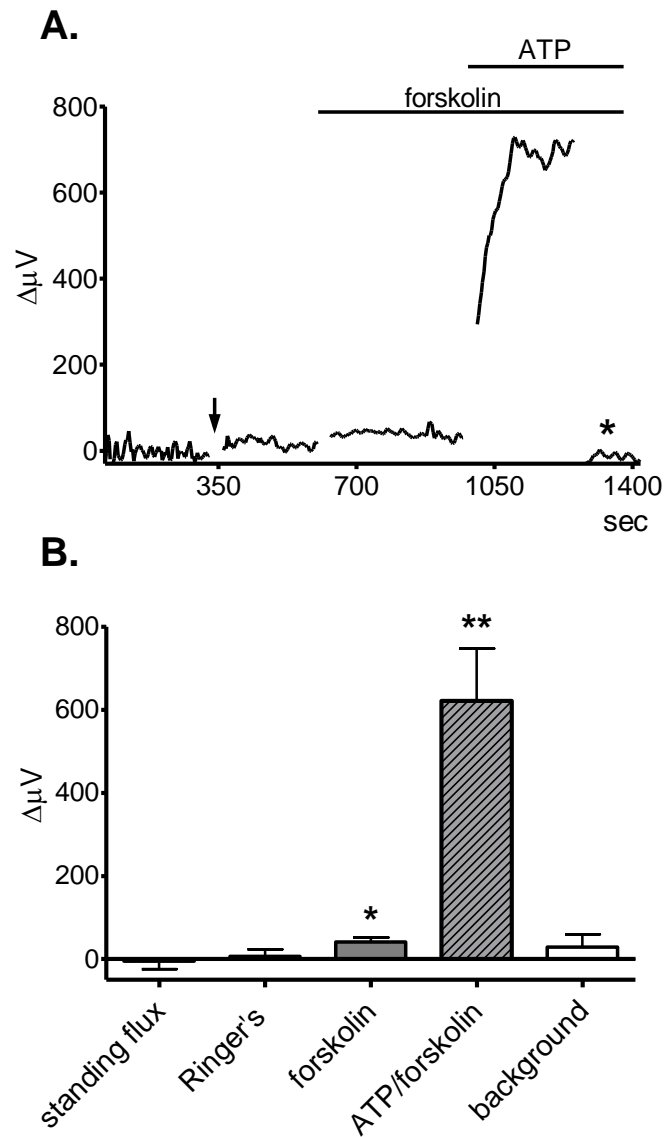 A.
ATP
forskolin
800
600
400
200
0
ΔμV
*
350 700 1050 1400
sec
B.
800
600
400
200
0
ΔμV
**
*
standing flux
Ringer's
forskolin
ATP/forskolin
background